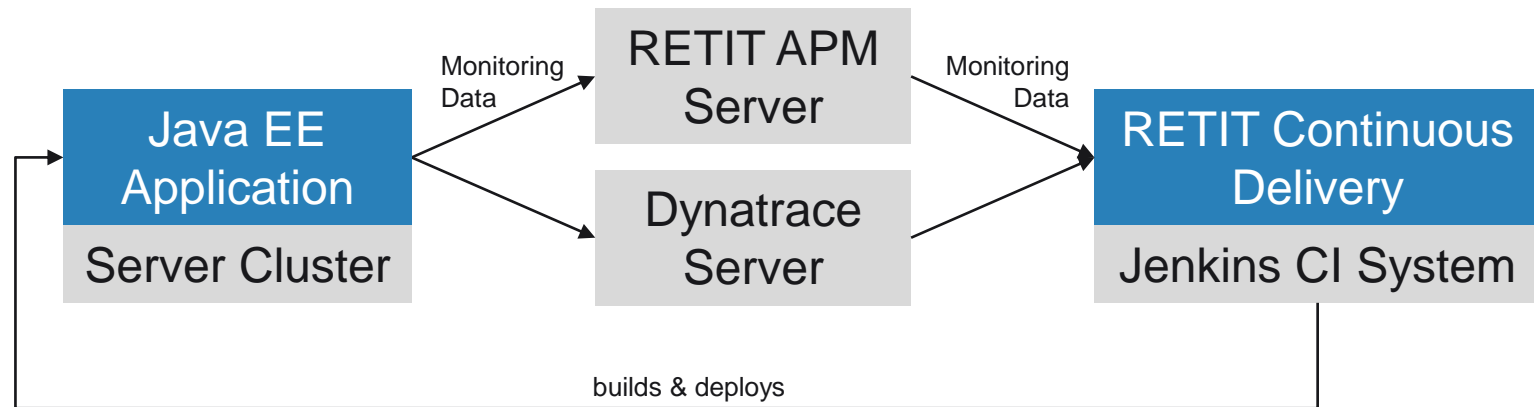 Java EE
Application
Server Cluster
Monitoring
Data
RETIT APM
Server
Dynatrace
Server
Monitoring
Data
RETIT Continuous
Delivery
Jenkins CI System
builds & deploys